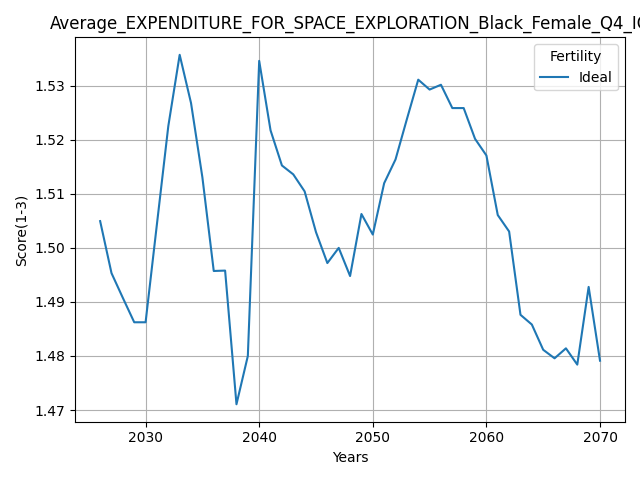 Average_EXPENDITURE_FOR_SPACE_EXPLORATION_Black_Female_Q4_IQ
Fertility
Ideal
1.53
1.52
1.51
1.50
1.49
1.48
1.47
Score(1-3)
2030 2040 2050 2060 2070
Years